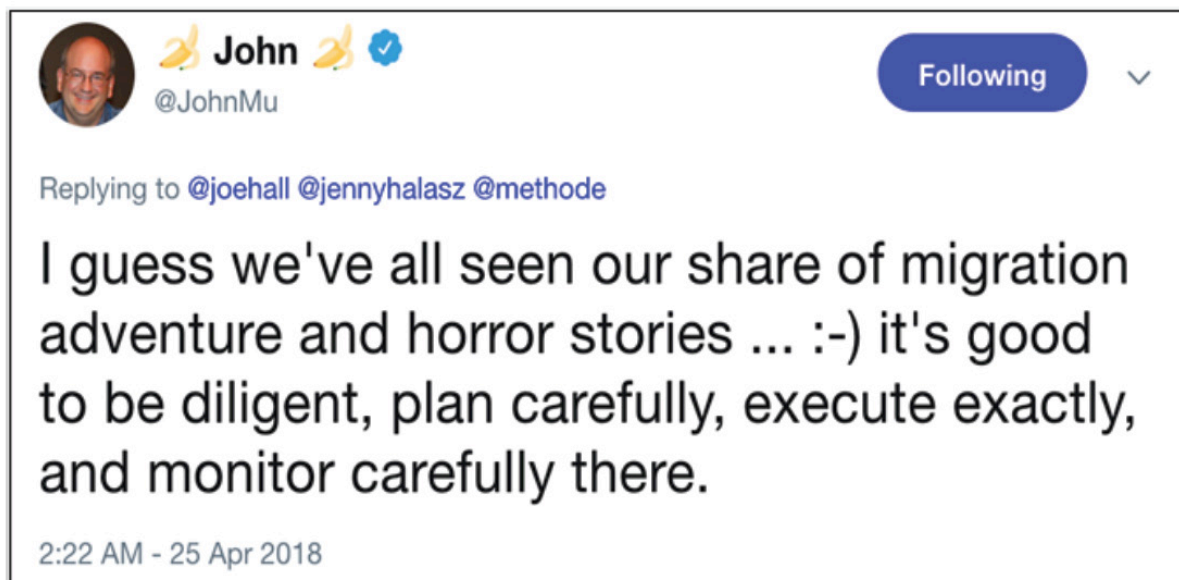 🍌 John 🍌
@JohnMu
Following
Replying to @joehall @jennyhalasz @methode
I guess we've all seen our share of migration
adventure and horror stories ... :-) it's good
to be diligent, plan carefully, execute exactly,
and monitor carefully there.
2:22 AM - 25 Apr 2018